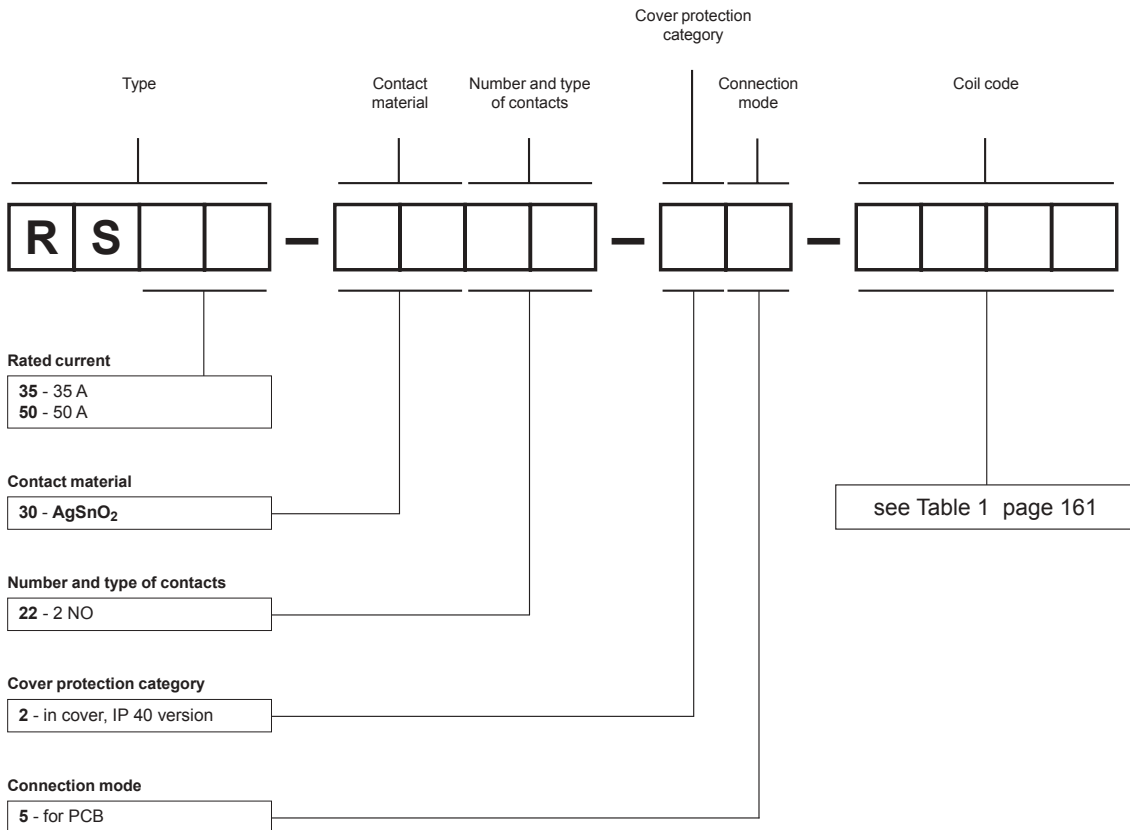 Cover protection
category
Type
Contact
material
Number and type
of contacts
Connection
mode
Coil code
R S – – –
Rated current
35 - 35 A
50 - 50 A
Contact material
30 - AgSnO₂
see Table 1 page 161
Number and type of contacts
22 - 2 NO
Cover protection category
2 - in cover, IP 40 version
Connection mode
5 - for PCB